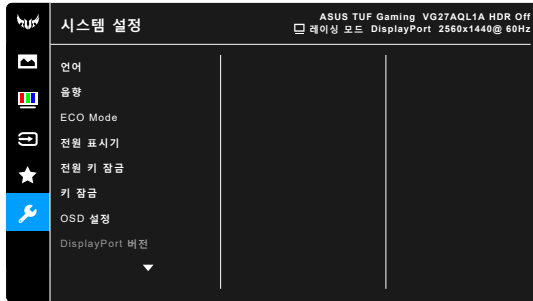 시스템 설정
ASUS TUF Gaming VG27AQL1A HDR Off
레이싱 모드 DisplayPort 2560x1440@ 60Hz
언어
음향
ECO Mode
전원 표시기
전원 키 잠금
키 잠금
OSD 설정
DisplayPort 버전